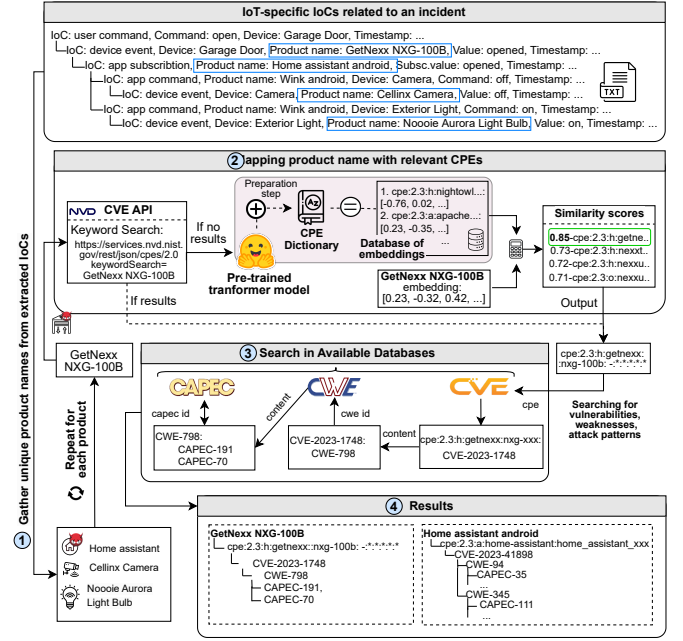 IoT-specific IoCs related to an incident
IoC: user command, Command: open, Device: Garage Door, Timestamp: ...
IoC: device event, Device: Garage Door, Product name: GetNexx NXG-100B, Value: opened, Timestamp: ...
IoC: app subscribtion, Product name: Home assistant android, Subsc.value: opened, Timestamp: ...
IoC: app command, Product name: Wink android, Device: Camera, Command: off, Timestamp: ...
IoC: device event, Device: Camera, Product name: Cellinx Camera, Value: off, Timestamp: ...
IoC: app command, Product name: Wink android, Device: Exterior Light, Command: on, Timestamp: ...
IoC: device event, Device: Exterior Light, Product name: Noooie Aurora Light Bulb, Value: on, Timestamp: ...
TXT
2 apping product name with relevant CPEs
NVD CVE API
Keyword Search:
https://services.nvd.nist.
gov/rest/json/cpes/2.0
keywordSearch=
GetNexx NXG-100B
If no
results
If results
Preparation
step
Az
CPE
Dictionary
Pre-trained
tranformer model
1. cpe:2.3:h:nightowl...:
[-0.76, 0.02, ...]
2. cpe:2.3:a:apache...:
[0.23, -0.35, ...]
...
Database of
embeddings
GetNexx NXG-100B
embedding:
[0.23, -0.32, 0.42, ...]
Similarity scores
0.85-cpe:2.3:h:getne..
0.73-cpe:2.3:h:nexxt..
0.72-cpe:2.3:h:nexxu..
0.71-cpe:2.3:o:nexxu..
Output
cpe:2.3:h:getnexx:
:nxg-100b: -:*:*:*:*:*
Searching for
vulnerabilities,
weaknesses,
attack patterns
GetNexx
NXG-100B
Repeat for
each product
Gather unique product names from extracted IoCs
1
Home assistant
Cellinx Camera
Noooie Aurora
Light Bulb
3 Search in Available Databases
CAPEC
CWE
CVE
capec id
content
cwe id
content
cpe
CWE-798:
CAPEC-191
CAPEC-70
CVE-2023-1748:
CWE-798
cpe:2.3:h:getnexx:nxg-xxx:
CVE-2023-1748
4 Results
GetNexx NXG-100B
cpe:2.3:h:getnexx::nxg-100b: -:*:*:*:*:*
CVE-2023-1748
CWE-798
CAPEC-191,
CAPEC-70
Home assistant android
cpe:2.3:a:home-assistant:home_assistant_xxx
CVE-2023-41898
CWE-94
CAPEC-35
...
CWE-345
CAPEC-111
...